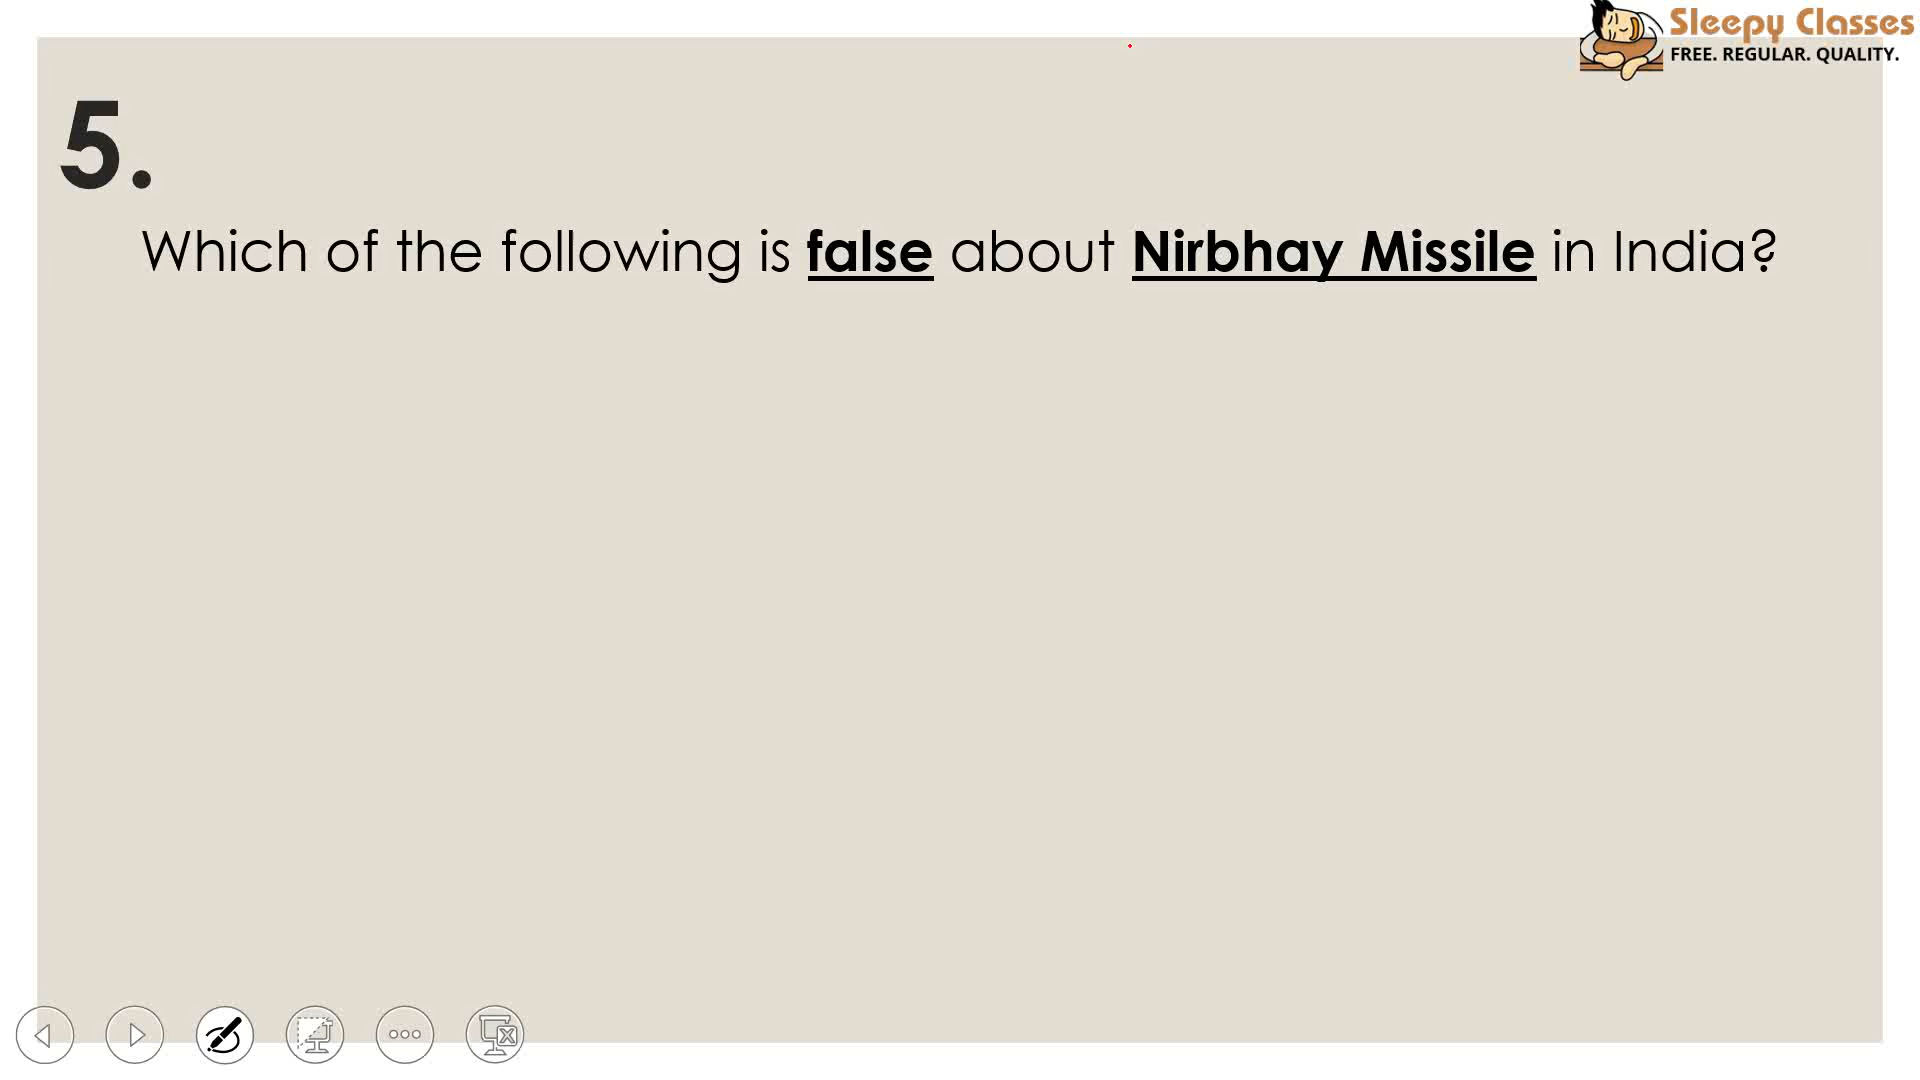 Sleepy Classes
FREE. REGULAR. QUALITY.
5.
Which of the following is false about Nirbhay Missile in India?